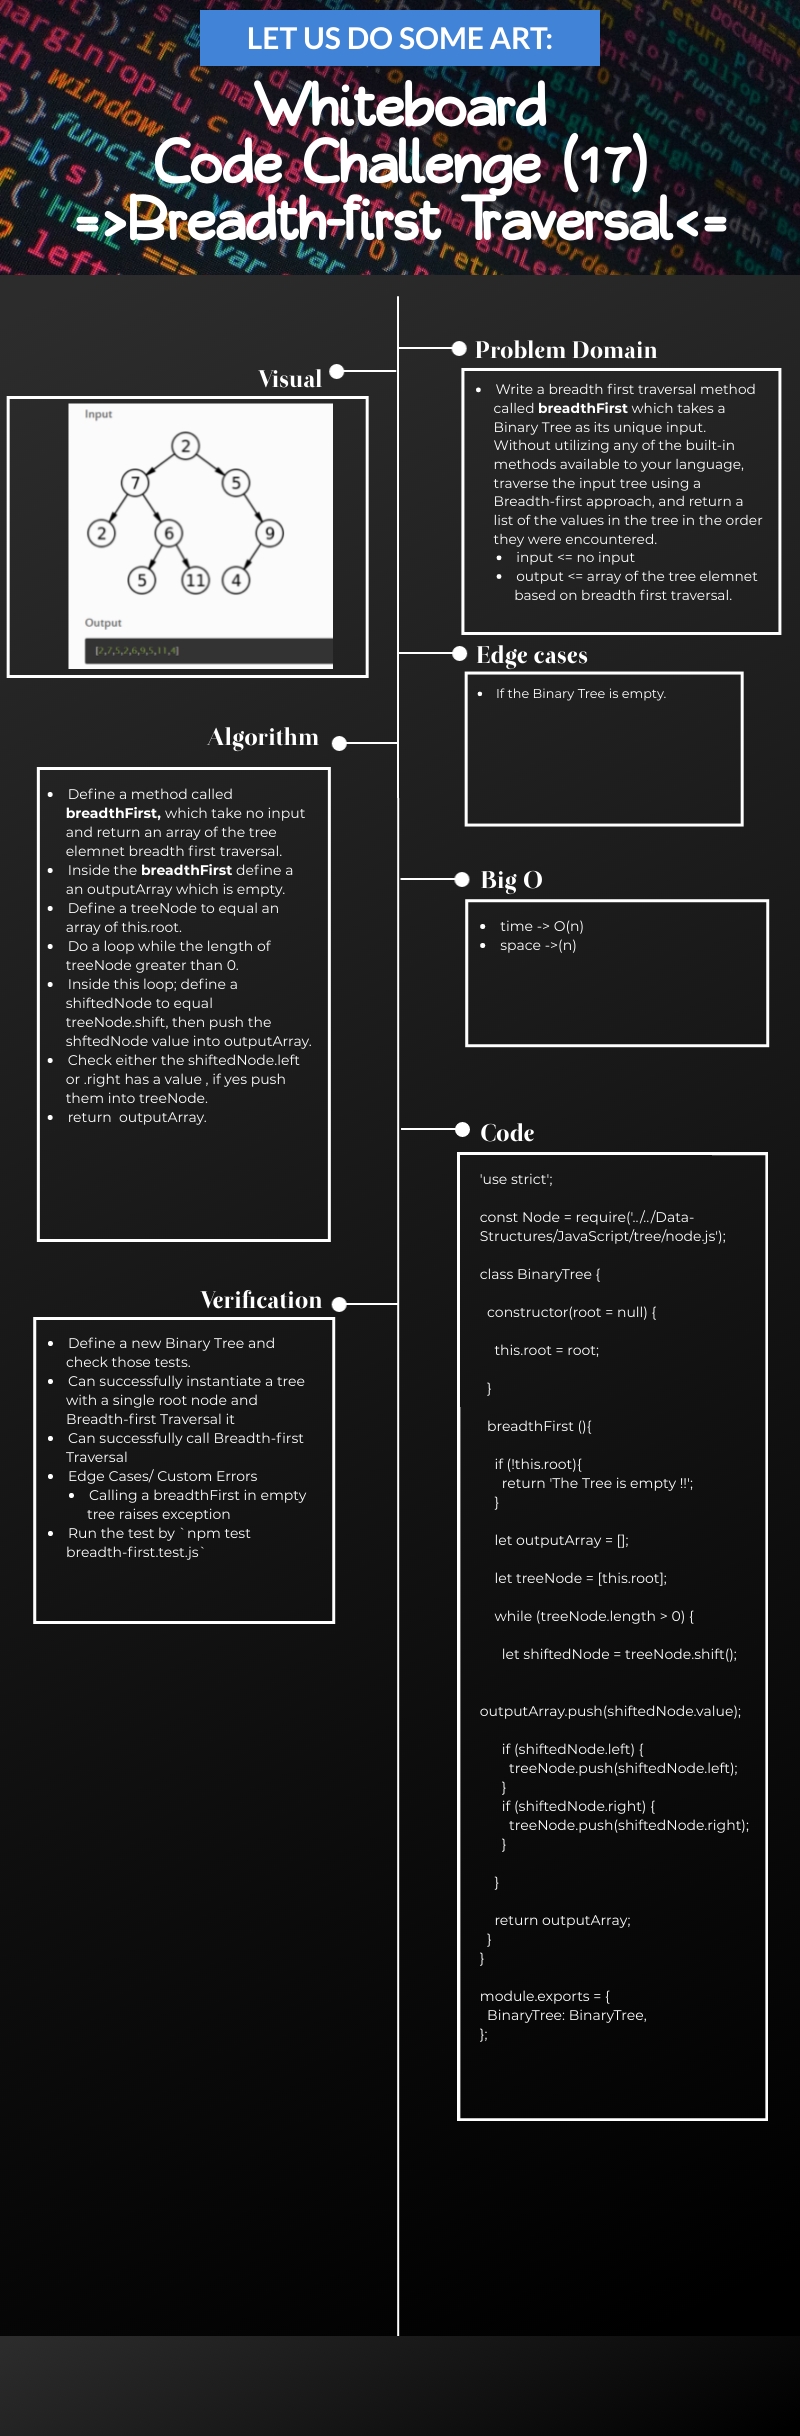 LET US DO SOME ART:
Whiteboard
Code Challenge (17)
=>Breadth-first Traversal<=
Visual
Input
2
7
5
2
6
9
5
11
4
Output
[2,7,5,2,6,9,5,11,4]
Problem Domain
• Write a breadth first traversal method
called breadthFirst which takes a
Binary Tree as its unique input.
Without utilizing any of the built-in
methods available to your language,
traverse the input tree using a
Breadth-first approach, and return a
list of the values in the tree in the order
they were encountered.
• input <= no input
• output <= array of the tree elemnet
based on breadth first traversal.
Edge cases
• If the Binary Tree is empty.
Algorithm
• Define a method called
breadthFirst, which take no input
and return an array of the tree
elemnet breadth first traversal.
• Inside the breadthFirst define a
an outputArray which is empty.
• Define a treeNode to equal an
array of this.root.
• Do a loop while the length of
treeNode greater than 0.
• Inside this loop; define a
shiftedNode to equal
treeNode.shift, then push the
shftedNode value into outputArray.
• Check either the shiftedNode.left
or .right has a value , if yes push
them into treeNode.
• return  outputArray.
Big O
• time -> O(n)
• space ->(n)
Verification
• Define a new Binary Tree and
check those tests.
• Can successfully instantiate a tree
with a single root node and
Breadth-first Traversal it
• Can successfully call Breadth-first
Traversal
• Edge Cases/ Custom Errors
• Calling a breadthFirst in empty
tree raises exception
• Run the test by `npm test
breadth-first.test.js`
Code
'use strict';
const Node = require('../../Data-
Structures/JavaScript/tree/node.js');
class BinaryTree {
constructor(root = null) {
this.root = root;
}
breadthFirst (){
if (!this.root){
return 'The Tree is empty !!';
}
let outputArray = [];
let treeNode = [this.root];
while (treeNode.length > 0) {
let shiftedNode = treeNode.shift();
outputArray.push(shiftedNode.value);
if (shiftedNode.left) {
treeNode.push(shiftedNode.left);
}
if (shiftedNode.right) {
treeNode.push(shiftedNode.right);
}
}
return outputArray;
}
}
module.exports = {
BinaryTree: BinaryTree,
};